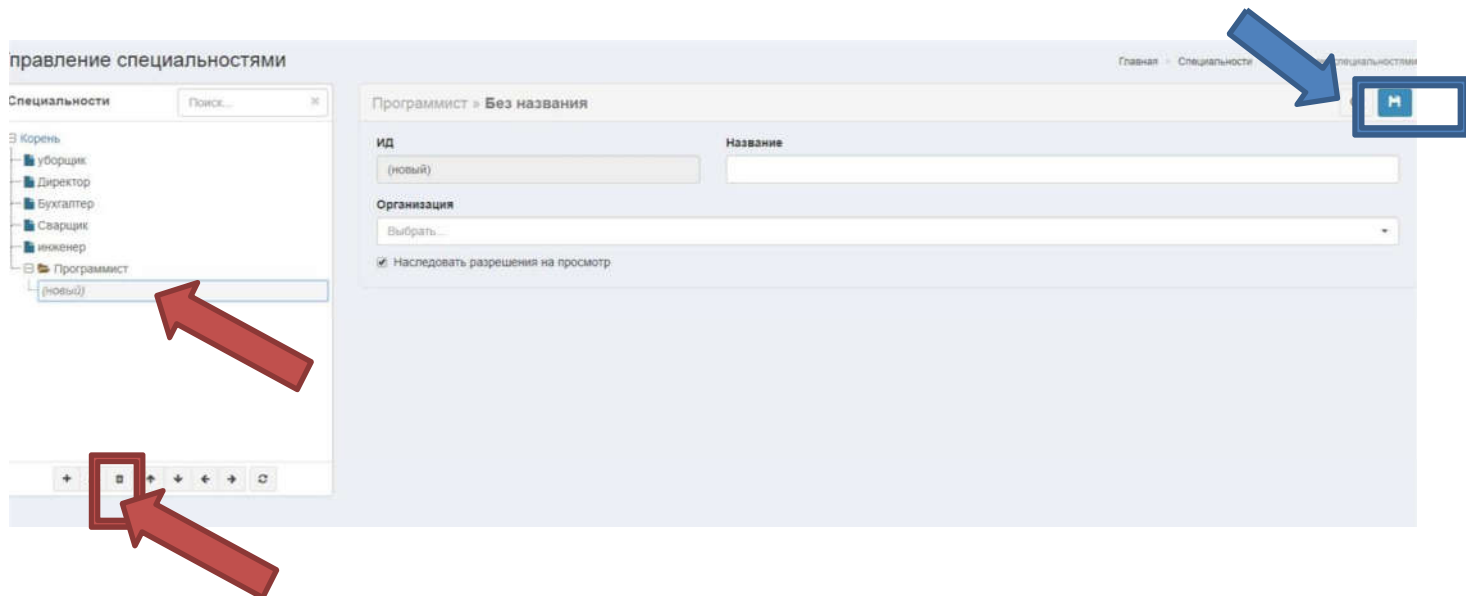 правление специальностями
Главная Специальности специальностями
Специальности
Поиск...
Программист » Без названия
Корень
уборщик
Директор
Бухгалтер
Сварщик
инженер
Программист
(новый)
ИД
Название
(новый)
Организация
Выбрать...
Наследовать разрешения на просмотр